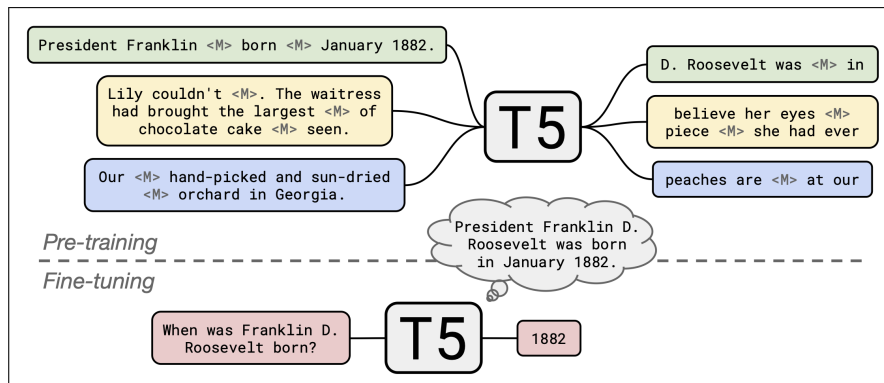 President Franklin <M> born <M> January 1882.
Lily couldn't <M>. The waitress
had brought the largest <M> of
chocolate cake <M> seen.
Our <M> hand-picked and sun-dried
<M> orchard in Georgia.
T5
D. Roosevelt was <M> in
believe her eyes <M>
piece <M> she had ever
peaches are <M> at our
Pre-training
President Franklin D.
Roosevelt was born
in January 1882.
Fine-tuning
When was Franklin D.
Roosevelt born?
T5
1882